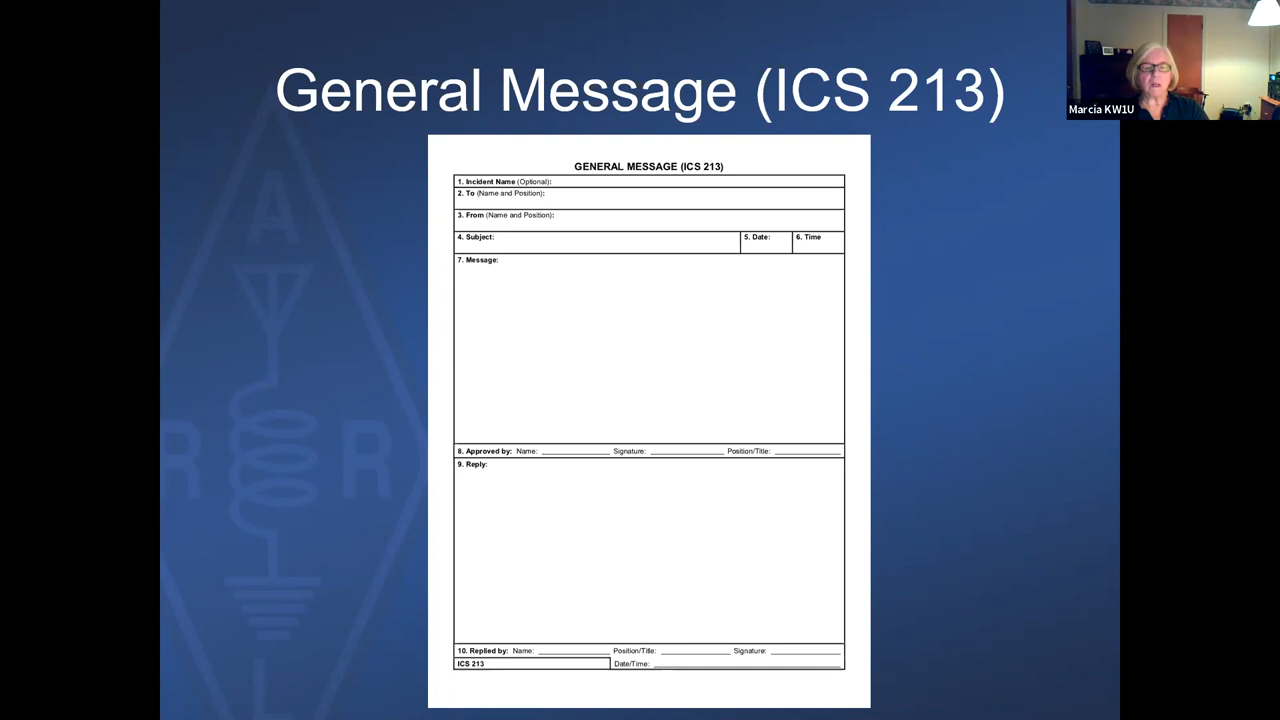 General Message (ICS 213)
Marcia KW1U
GENERAL MESSAGE (ICS 213)
1. Incident Name (Optional):
2. To (Name and Position):
3. From (Name and Position):
4. Subject: 5. Date: 6. Time
7. Message:
8. Approved by: Name: Signature: Position/Title:
9. Reply:
10. Replied by: Name: Position/Title: Signature:
ICS 213 Date/Time:
A
R R
L